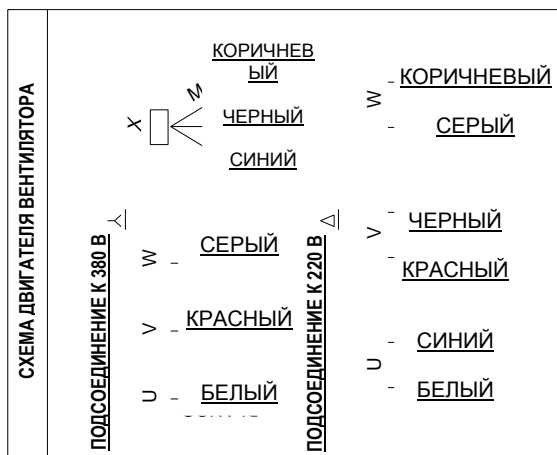 СХЕМА ДВИГАТЕЛЯ ВЕНТИЛЯТОРА
X
M
КОРИЧНЕВ
ЫЙ
ЧЕРНЫЙ
СИНИЙ
ПОДСОЕДИНЕНИЕ К 380 В
W
СЕРЫЙ
V
КРАСНЫЙ
U
БЕЛЫЙ
ПОДСОЕДИНЕНИЕ К 220 В
W
КОРИЧНЕВЫЙ
СЕРЫЙ
V
ЧЕРНЫЙ
КРАСНЫЙ
U
СИНИЙ
БЕЛЫЙ